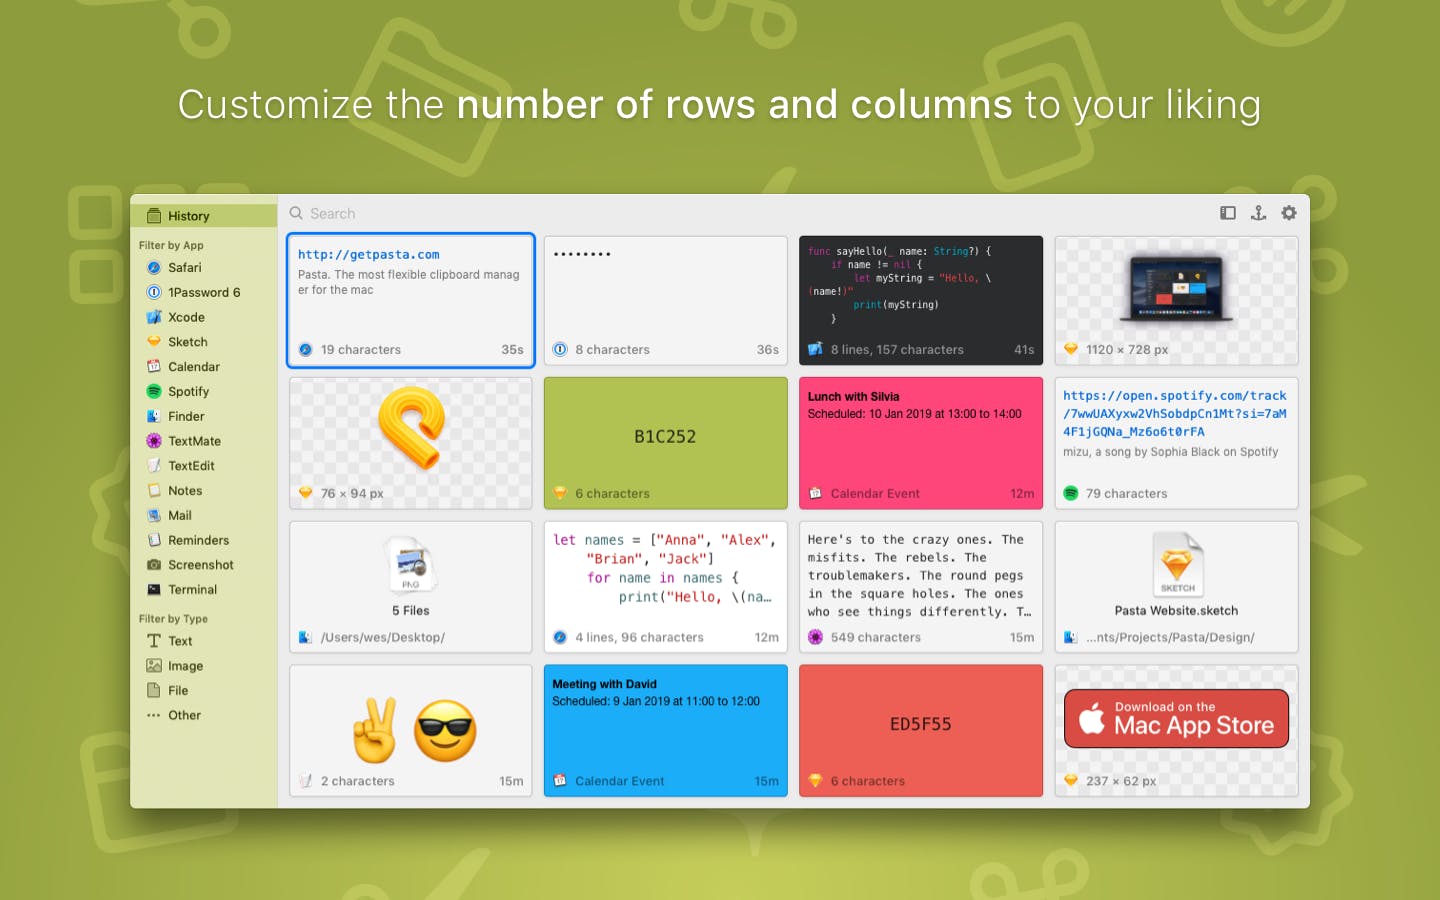 Customize the number of rows and columns to your liking
History
Search
Filter by App
Safari
1Password 6
Xcode
Sketch
Calendar
Spotify
Finder
TextMate
TextEdit
Notes
Mail
Reminders
Screenshot
Terminal
Filter by Type
Text
Image
File
Other
http://getpasta.com
Pasta. The most flexible clipboard manag
er for the mac
19 characters 35s
••••••••
8 characters 36s
func sayHello(_ name: String?) {
if name != nil {
let myString = "Hello, \
(name!)"
print(myString)
}
8 lines, 157 characters 41s
1120 × 728 px
76 × 94 px
B1C252
6 characters
Lunch with Silvia
Scheduled: 10 Jan 2019 at 13:00 to 14:00
Calendar Event 12m
https://open.spotify.com/track
/7wwUAXyxw2VhSobdpCn1Mt?si=7aM
4F1jGQNa_Mz6o6t0rFA
mizu, a song by Sophia Black on Spotify
79 characters
PNG
5 Files
/Users/wes/Desktop/
let names = ["Anna", "Alex",
"Brian", "Jack"]
for name in names {
print("Hello, \(na…
4 lines, 96 characters 12m
Here's to the crazy ones. The
misfits. The rebels. The
troublemakers. The round pegs
in the square holes. The ones
who see things differently. T…
549 characters 15m
SKETCH
Pasta Website.sketch
…nts/Projects/Pasta/Design/
2 characters 15m
Meeting with David
Scheduled: 9 Jan 2019 at 11:00 to 12:00
Calendar Event 15m
ED5F55
6 characters
Download on the
Mac App Store
237 × 62 px